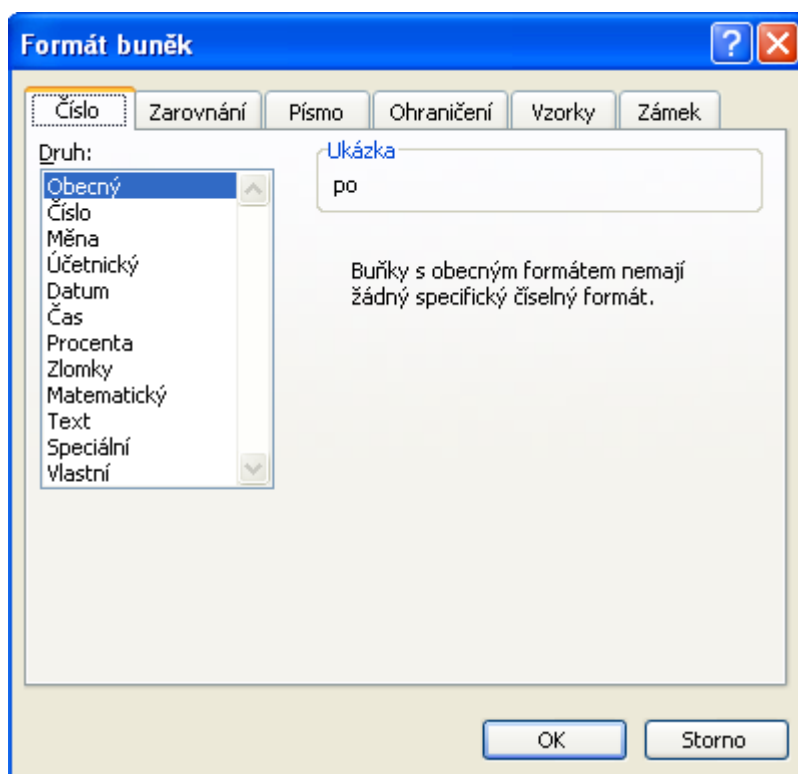 Formát buněk
Číslo Zarovnání Písmo Ohraničení Vzorky Zámek
Druh:
Obecný
Číslo
Měna
Účetnický
Datum
Čas
Procenta
Zlomky
Matematický
Text
Speciální
Vlastní
Ukázka
po
Buňky s obecným formátem nemají
žádný specifický číselný formát.
OK Storno